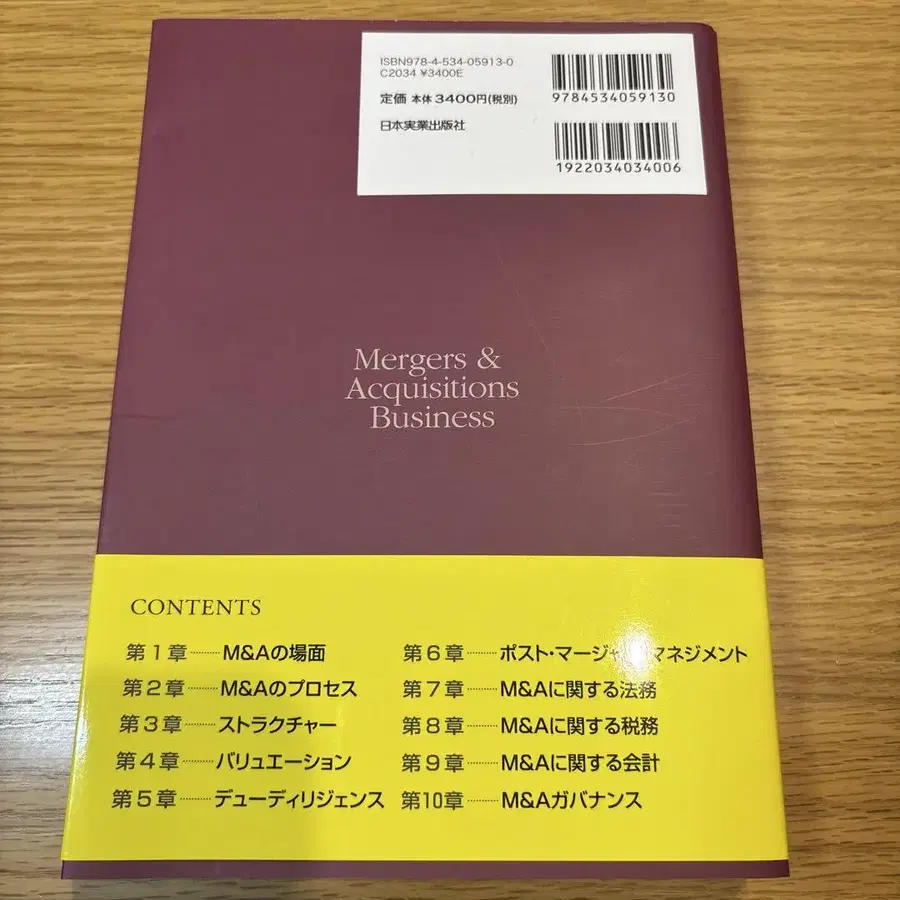 ISBN978-4-534-05913-0
C2034 ¥3400E
定価 本体3400円(税別)
日本実業出版社
9784534059130
1922034034006
Mergers &
Acquisitions
Business
CONTENTS
第1章………M&Aの場面
第2章………M&Aのプロセス
第3章………ストラクチャー
第4章………バリュエーション
第5章………デューディリジェンス
第6章………ポスト・マージャ マネジメント
第7章………M&Aに関する法務
第8章………M&Aに関する税務
第9章………M&Aに関する会計
第10章………M&Aガバナンス